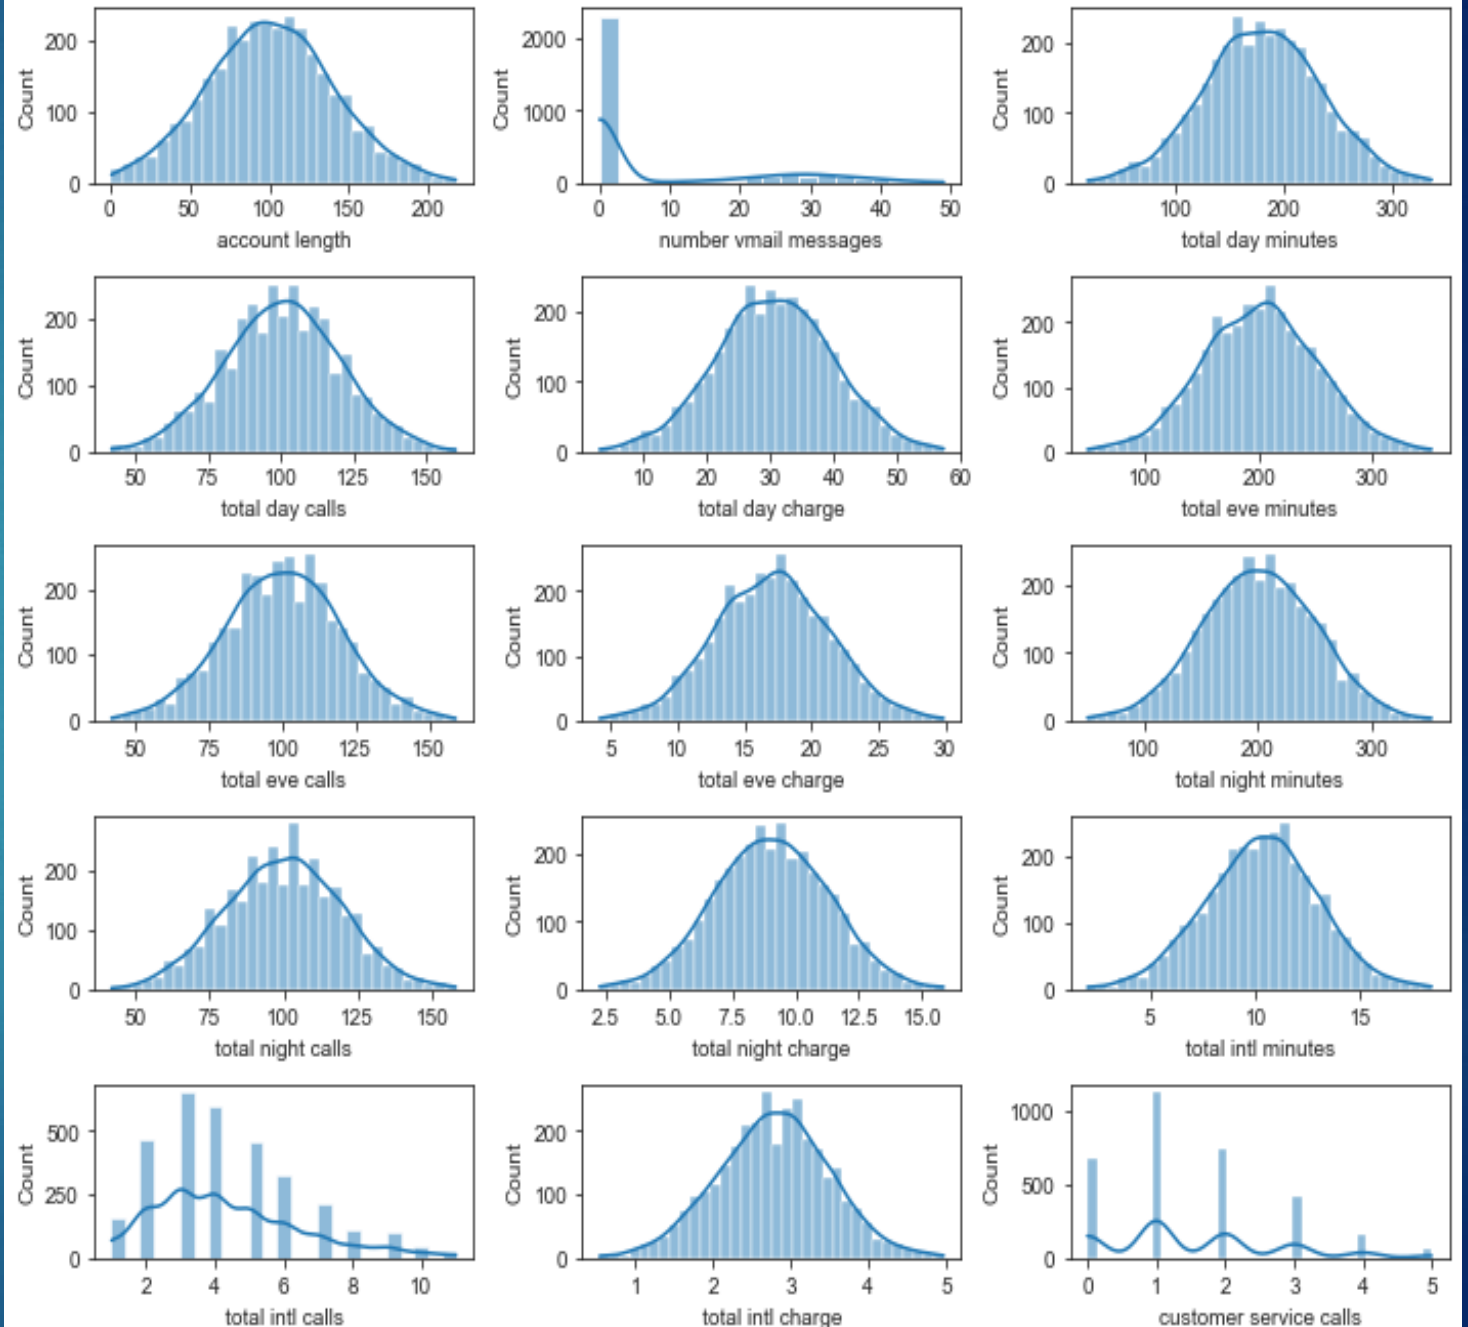 Count
200
100
0
0 50 100 150 200
account length
Count
2000
1000
0
0 10 20 30 40 50
number vmail messages
Count
200
100
0
100 200 300
total day minutes
Count
200
100
0
50 75 100 125 150
total day calls
Count
200
100
0
10 20 30 40 50 60
total day charge
Count
200
100
0
100 200 300
total eve minutes
Count
200
100
0
50 75 100 125 150
total eve calls
Count
200
100
0
5 10 15 20 25 30
total eve charge
Count
200
100
0
100 200 300
total night minutes
Count
200
100
0
50 75 100 125 150
total night calls
Count
200
100
0
2.5 5.0 7.5 10.0 12.5 15.0
total night charge
Count
200
100
0
5 10 15
total intl minutes
Count
500
250
0
2 4 6 8 10
total intl calls
Count
200
100
0
1 2 3 4 5
total intl charge
Count
1000
500
0
0 1 2 3 4 5
customer service calls